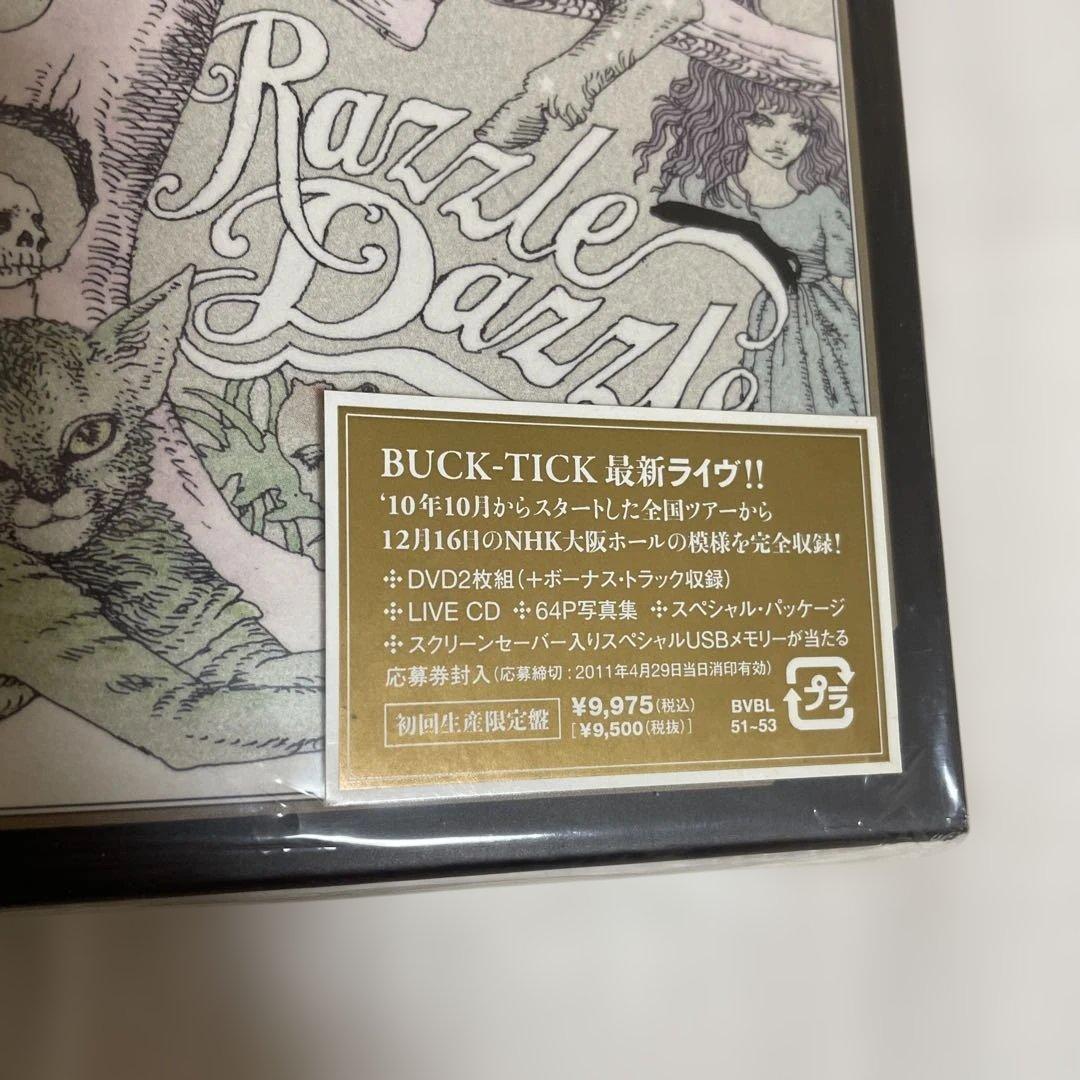 Razzle
Dazzle
BUCK-TICK 最新ライヴ!!
'10年10月からスタートした全国ツアーから
12月16日のNHK大阪ホールの模様を完全収録!
DVD2枚組(+ボーナス・トラック収録)
LIVE CD 64P写真集 スペシャル・パッケージ
スクリーンセーバー入りスペシャルUSBメモリーが当たる
応募券封入(応募締切:2011年4月29日当日消印有効)
初回生産限定盤 ¥9,975(税込) BVBL
[¥9,500(税抜)] 51~53
プラ